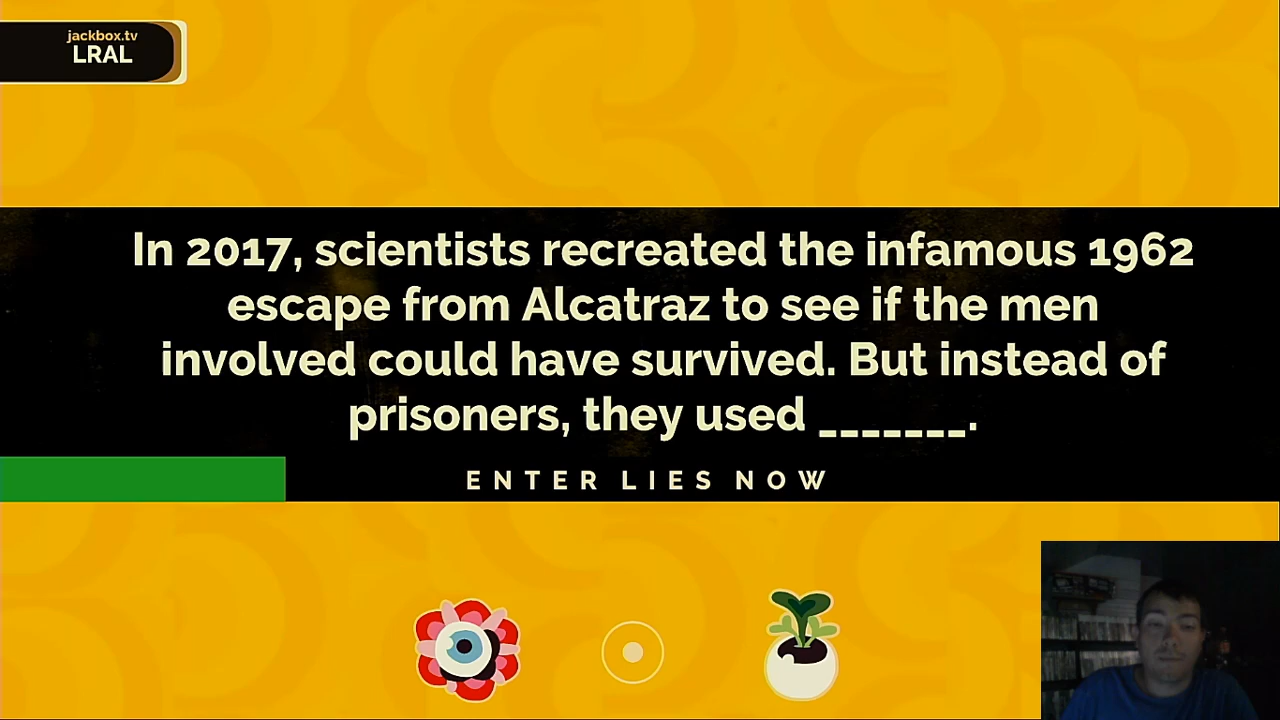 jackbox.tv
LRAL
In 2017, scientists recreated the infamous 1962
escape from Alcatraz to see if the men
involved could have survived. But instead of
prisoners, they used _______.
ENTER LIES NOW